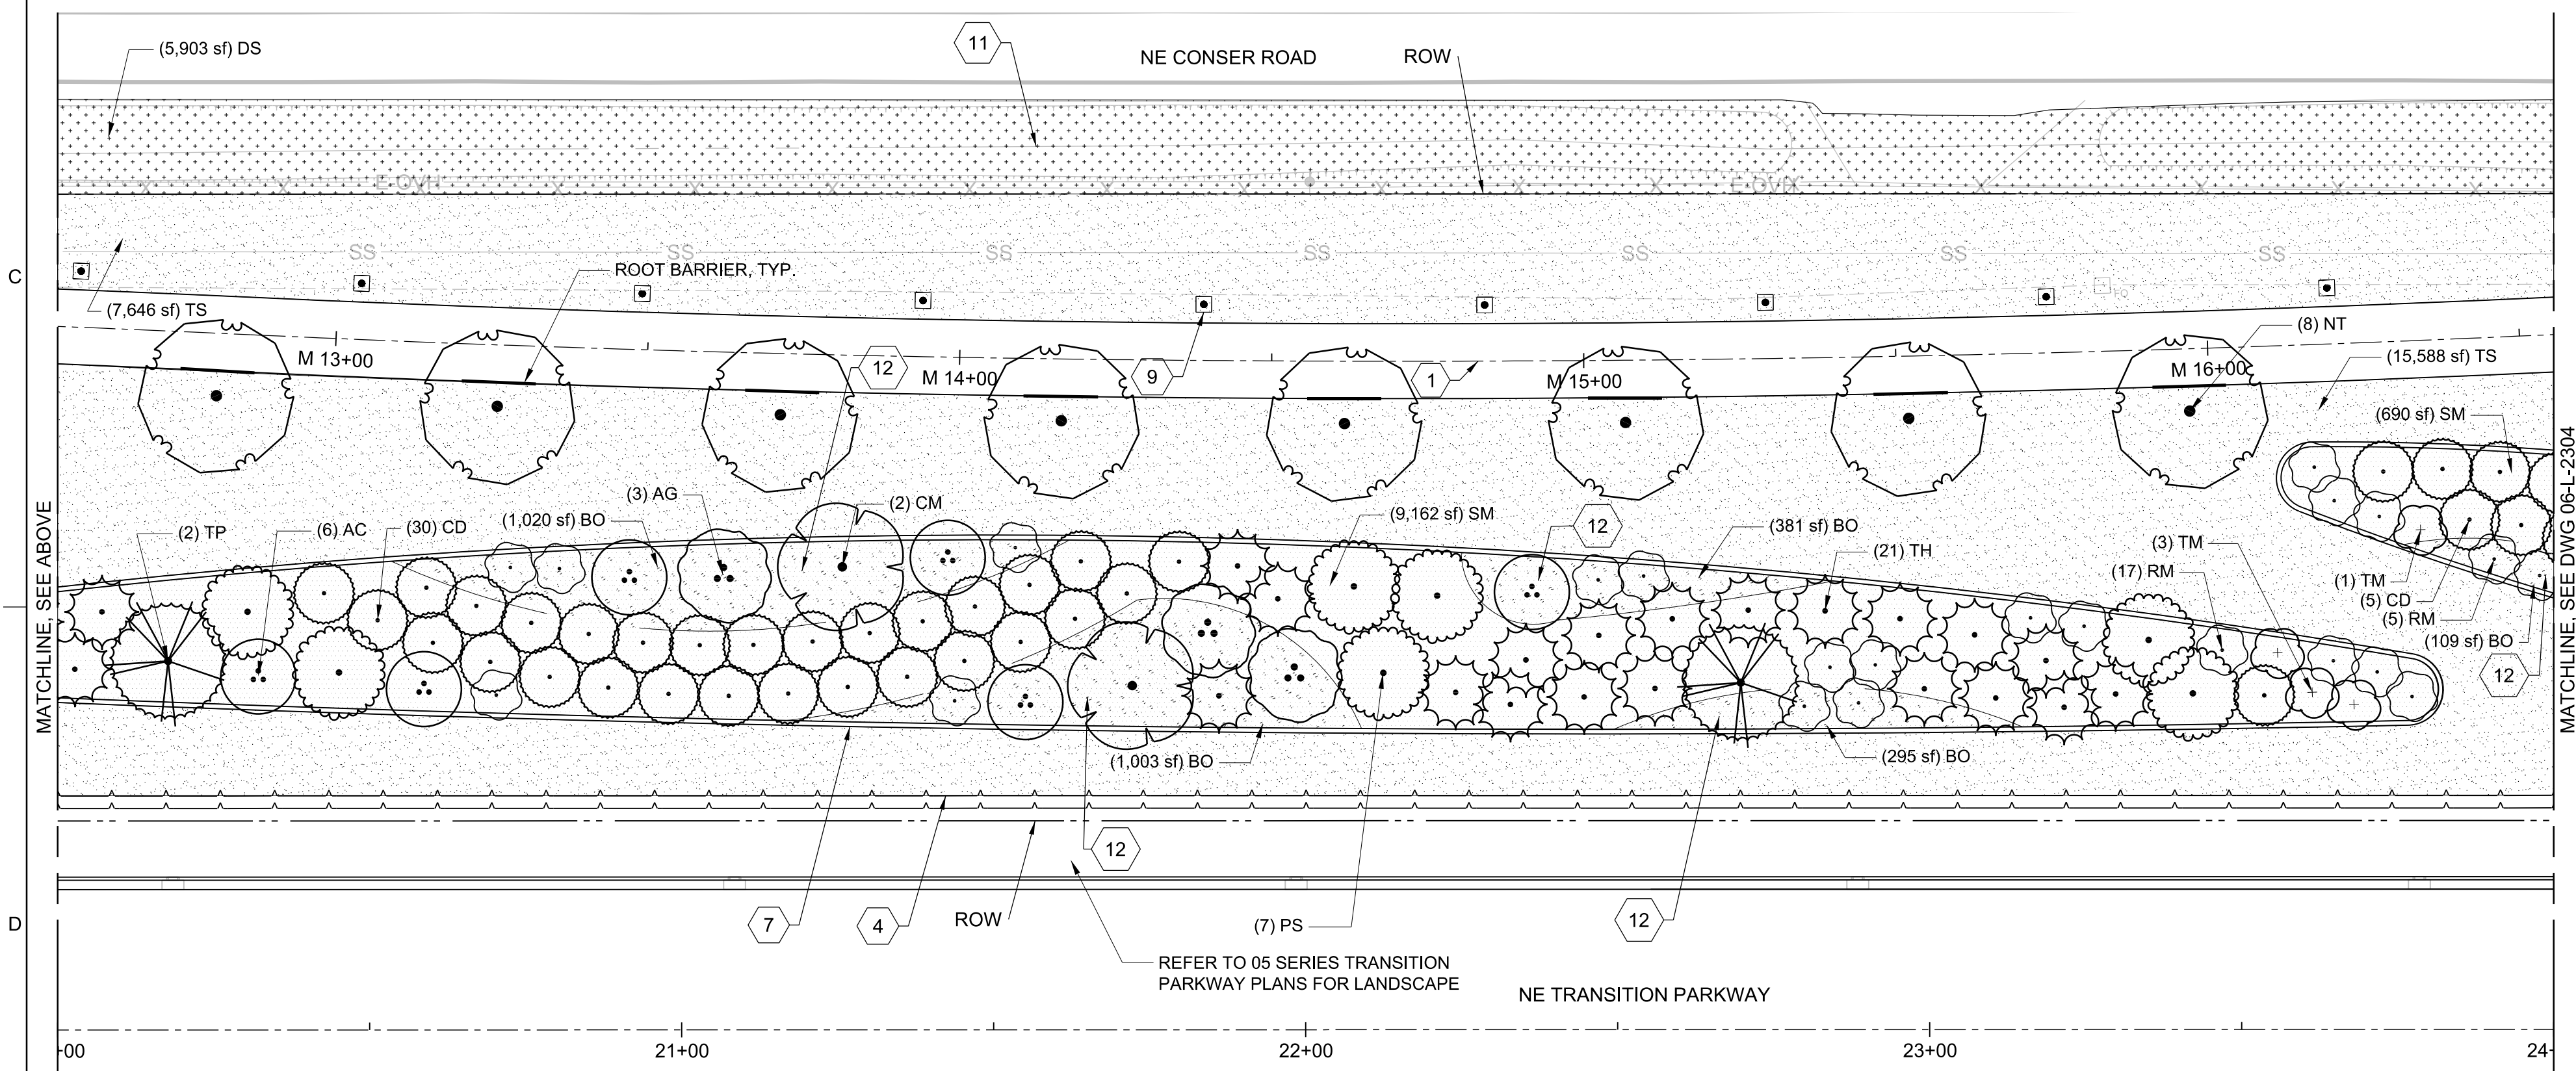 (5,903 sf) DS
11
NE CONSER ROAD
ROW
E-OVH
E-OVH
SS
SS
SS
SS
SS
SS
SS
C
ROOT BARRIER, TYP.
(7,646 sf) TS
M 13+00
12
M 14+00
9
1
M 15+00
M 16+00
(8) NT
(15,588 sf) TS
(690 sf) SM
MATCHLINE, SEE ABOVE
MATCHLINE, SEE DWG 06-L-2304
(2) TP
(6) AC
(30) CD
(1,020 sf) BO
(3) AG
(2) CM
(9,162 sf) SM
12
(381 sf) BO
(21) TH
(3) TM
(17) RM
(1) TM
(5) CD
(5) RM
(109 sf) BO
12
(1,003 sf) BO
(295 sf) BO
12
D
7
4
ROW
(7) PS
12
REFER TO 05 SERIES TRANSITION
PARKWAY PLANS FOR LANDSCAPE
NE TRANSITION PARKWAY
+00
21+00
22+00
23+00
24+